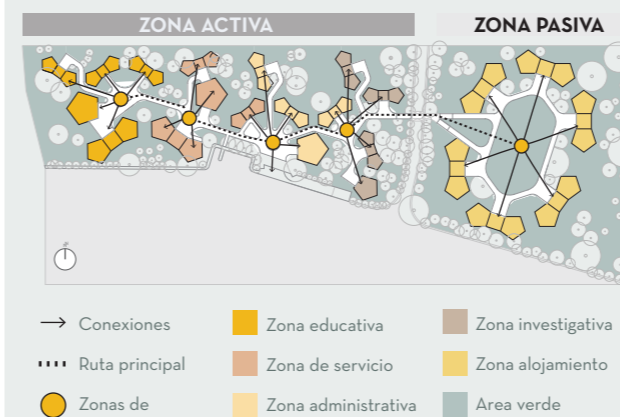 ZONA ACTIVA
ZONA PASIVA
Conexiones
Zona educativa
Zona investigativa
Ruta principal
Zona de servicio
Zona alojamiento
Zonas de
Zona administrativa
Area verde